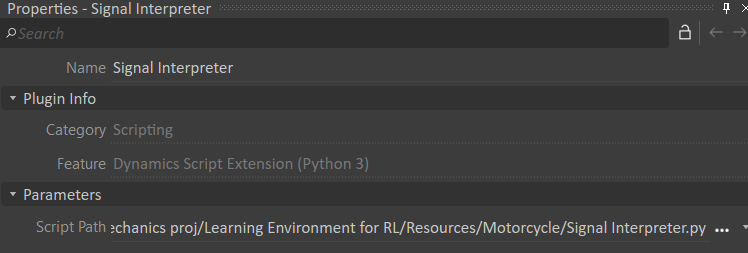 Properties - Signal Interpreter
Search
Name Signal Interpreter
Plugin Info
Category Scripting
Feature Dynamics Script Extension (Python 3)
Parameters
Script Path echanics proj/Learning Environment for RL/Resources/Motorcycle/Signal Interpreter.py ...